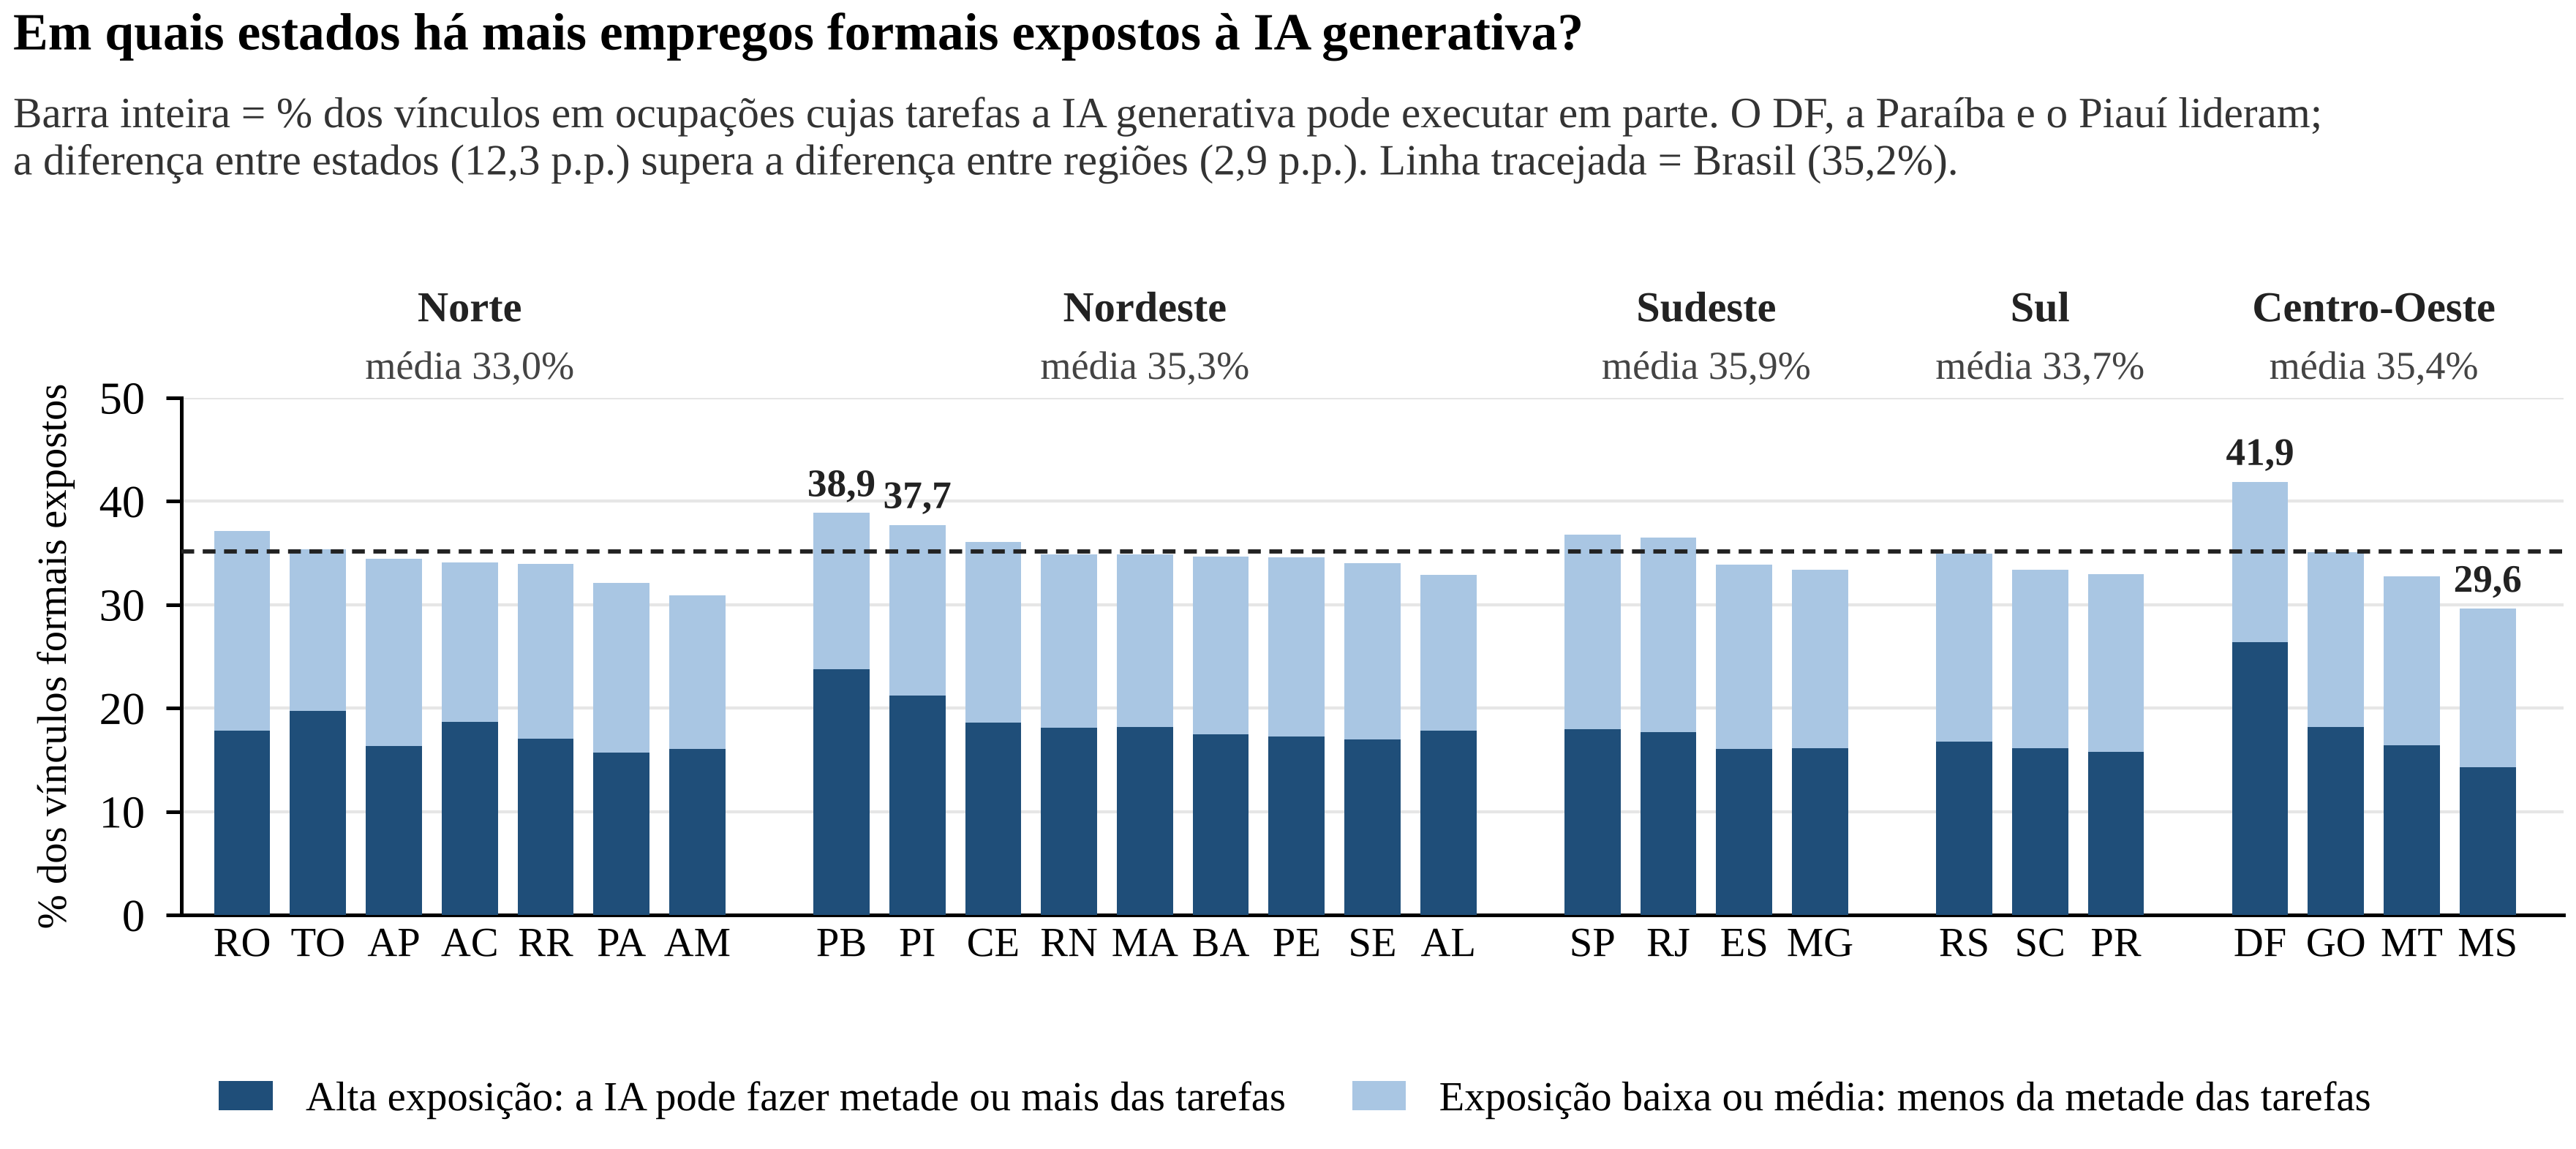 Em quais estados há mais empregos formais expostos à IA generativa?
Barra inteira = % dos vínculos em ocupações cujas tarefas a IA generativa pode executar em parte. O DF, a Paraíba e o Piauí lideram;
a diferença entre estados (12,3 p.p.) supera a diferença entre regiões (2,9 p.p.). Linha tracejada = Brasil (35,2%).
Norte Nordeste Sudeste Sul Centro-Oeste
média 33,0% média 35,3% média 35,9% média 33,7% média 35,4%
% dos vínculos formais expostos
50
40
30
20
10
0
38,9 37,7 41,9 29,6
RO TO AP AC RR PA AM PB PI CE RN MA BA PE SE AL SP RJ ES MG RS SC PR DF GO MT MS
Alta exposição: a IA pode fazer metade ou mais das tarefas Exposição baixa ou média: menos da metade das tarefas